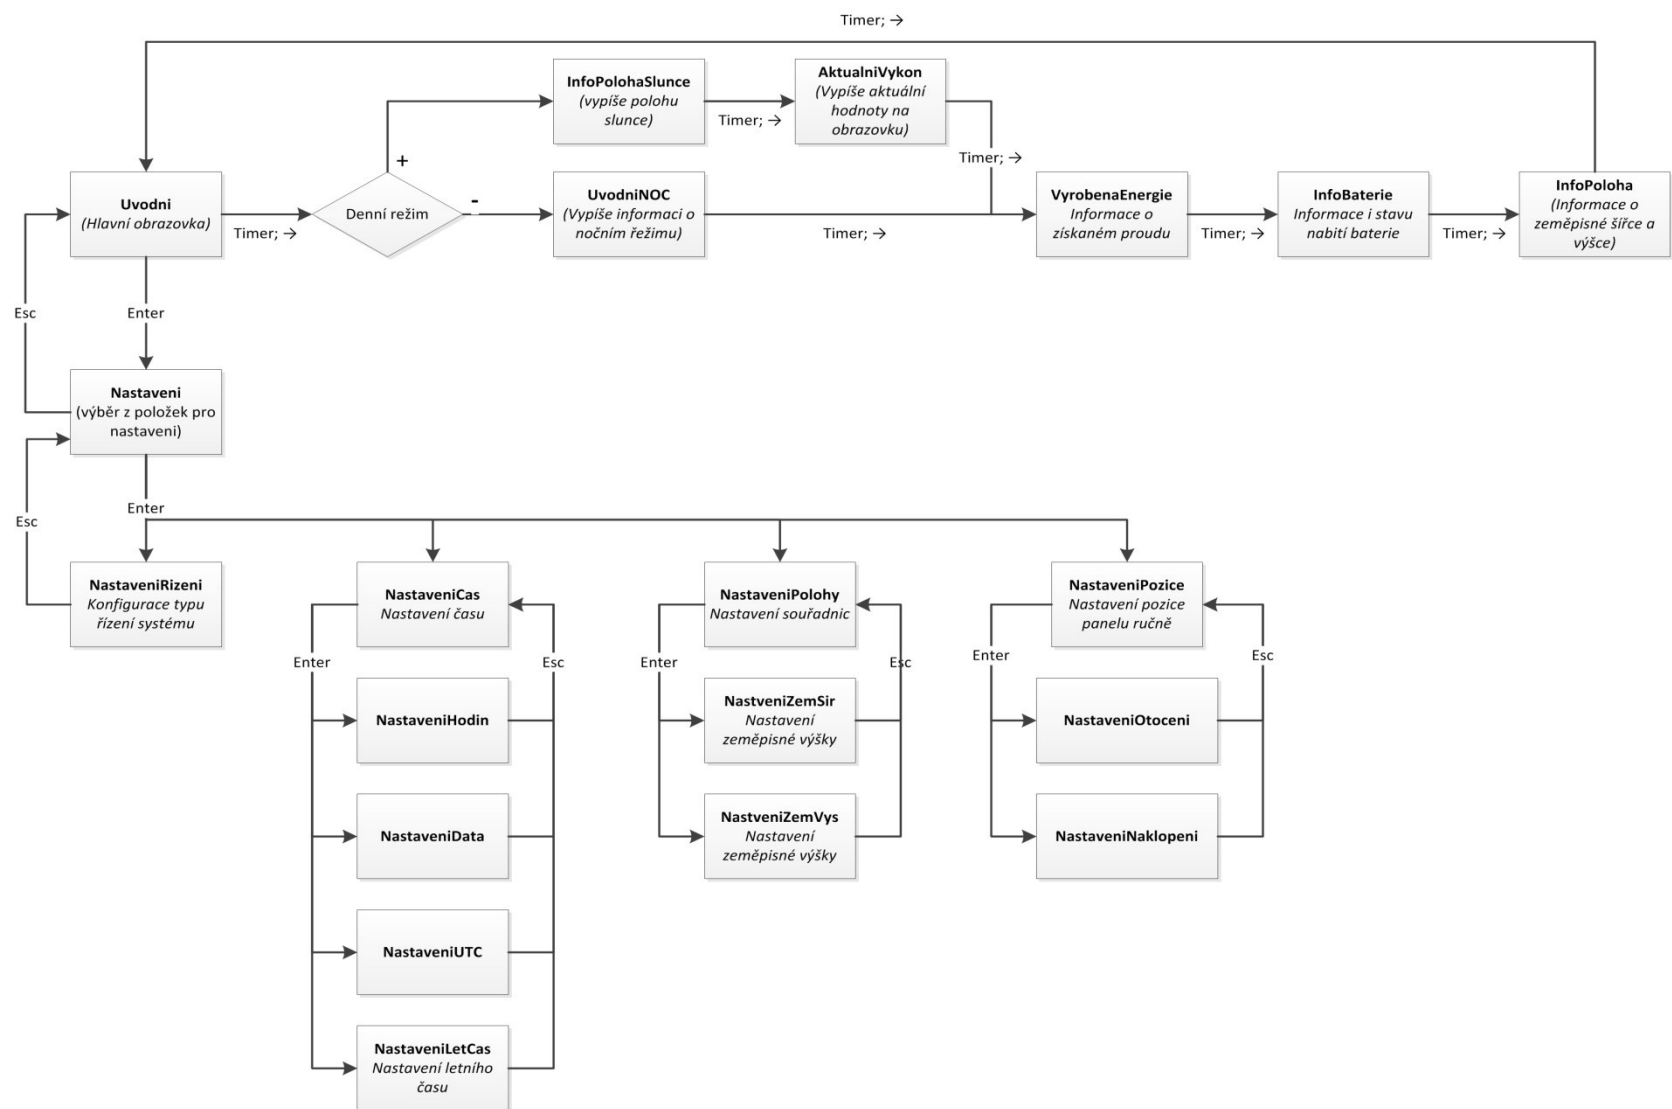 Timer; →
InfoPolohaSlunce
(vypíše polohu
slunce)
Timer; →
AktualniVykon
(Vypíše aktuální
hodnoty na
obrazovku)
Timer; →
+
-
Uvodni
(Hlavní obrazovka)
Timer; →
Denní režim
UvodniNOC
(Vypíše informaci o
nočním řežimu)
Timer; →
VyrobenaEnergie
Informace o
získaném proudu
Timer; →
InfoBaterie
Informace i stavu
nabití baterie
Timer; →
InfoPoloha
(Informace o
zeměpisné šířce a
výšce)
Esc
Enter
Nastaveni
(výběr z položek pro
nastaveni)
Enter
Esc
NastaveniRizeni
Konfigurace typu
řízení systému
NastaveniCas
Nastavení času
Enter
Esc
NastaveniHodin
NastaveniData
NastaveniUTC
NastaveniLetCas
Nastavení letního
času
NastaveniPolohy
Nastavení souřadnic
Enter
Esc
NastveniZemSir
Nastavení
zeměpisné výšky
NastveniZemVys
Nastavení
zeměpisné výšky
NastaveniPozice
Nastavení pozice
panelu ručně
Enter
Esc
NastaveniOtoceni
NastaveniNaklopeni